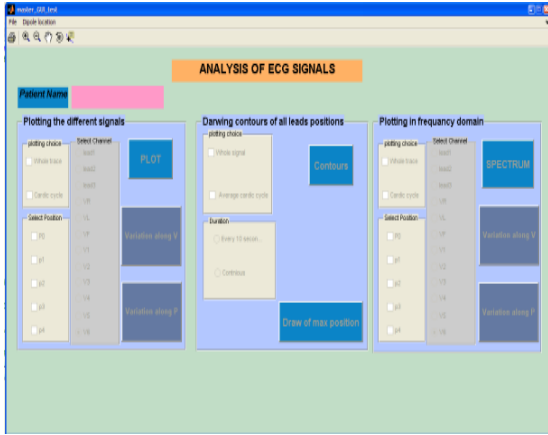 master_GUI_test
File Dipole location
ANALYSIS OF ECG SIGNALS
Patient Name
Plotting the different signals
plotting choice
Whole trace
Cardic cycle
Select Channel
lead1
lead2
lead3
VR
VL
VF
V1
V2
V3
V4
V5
V6
PLOT
Select Position
P0
p1
p2
p3
p4
Variation along V
Variation along P
Darwing contours of all leads positions
plotting choice
Whole signal
Average cardic cycle
Contours
Duration
Every 10 secon...
Continous
Draw of max position
Plotting in frequancy domain
plotting choice
Whole trace
Cardic cycle
Select Channel
lead1
lead2
lead3
VR
VL
VF
V1
V2
V3
V4
V5
V6
SPECTRUM
Select Position
P0
p1
p2
p3
p4
Variation along V
Variation along P